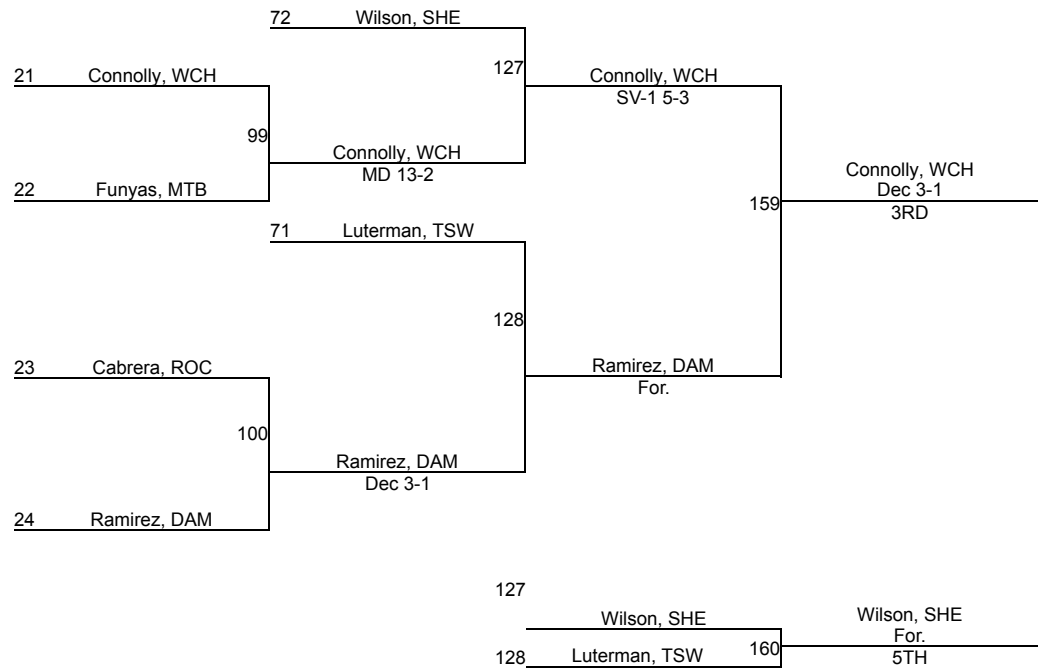 72 Wilson, SHE
127
21 Connolly, WCH
Connolly, WCH
SV-1 5-3
99
Connolly, WCH
MD 13-2
22 Funyas, MTB
Connolly, WCH
Dec 3-1
159
3RD
71 Luterman, TSW
128
23 Cabrera, ROC
Ramirez, DAM
For.
100
Ramirez, DAM
Dec 3-1
24 Ramirez, DAM
127
Wilson, SHE
Wilson, SHE
For.
160
128 Luterman, TSW
5TH